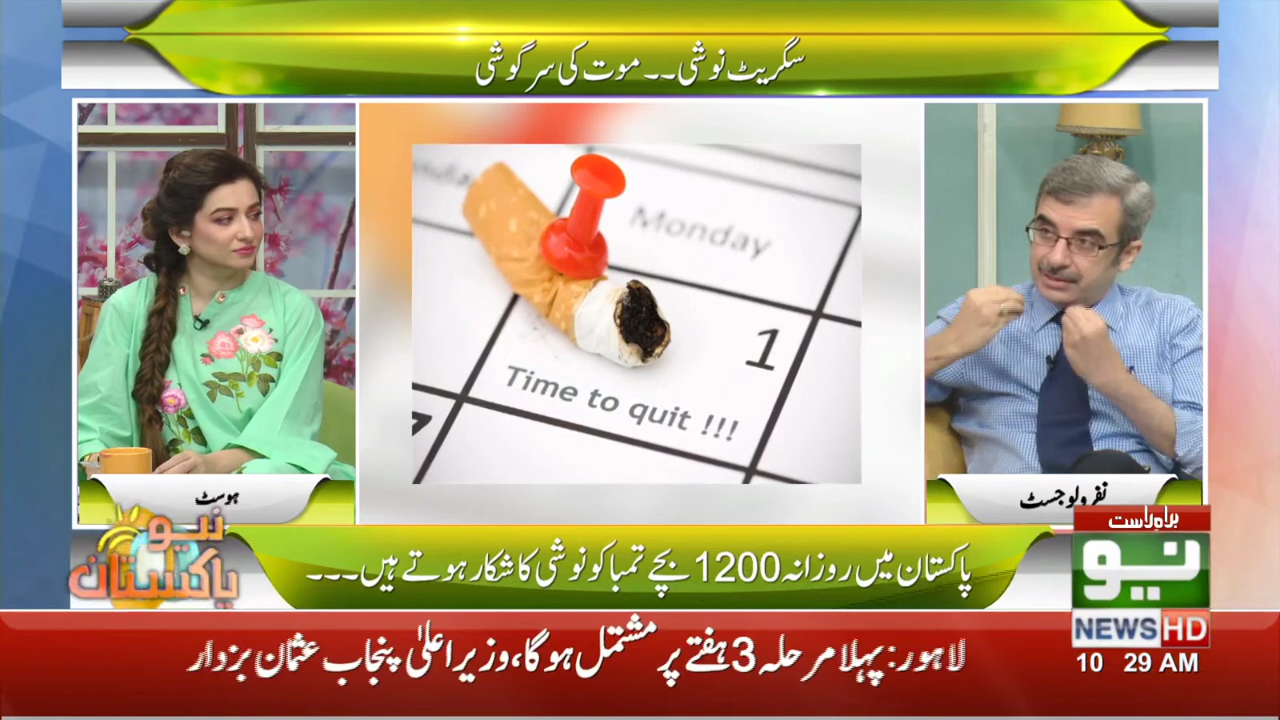 سگریٹ نوشی۔۔ موت کی سرگوشی
Monday
1
Time to quit !!!
ہوسٹ
نفرولوجسٹ
نیو پاکستان
پاکستان میں روزانہ 1200 بچے تمباکو نوشی کا شکار ہوتے ہیں۔۔۔
براہ راست
نیو
NEWS HD
لاہور: پہلا مرحلہ 3 ہفتے پر مشتمل ہوگا، وزیراعلیٰ پنجاب عثمان بزدار
10 29 AM